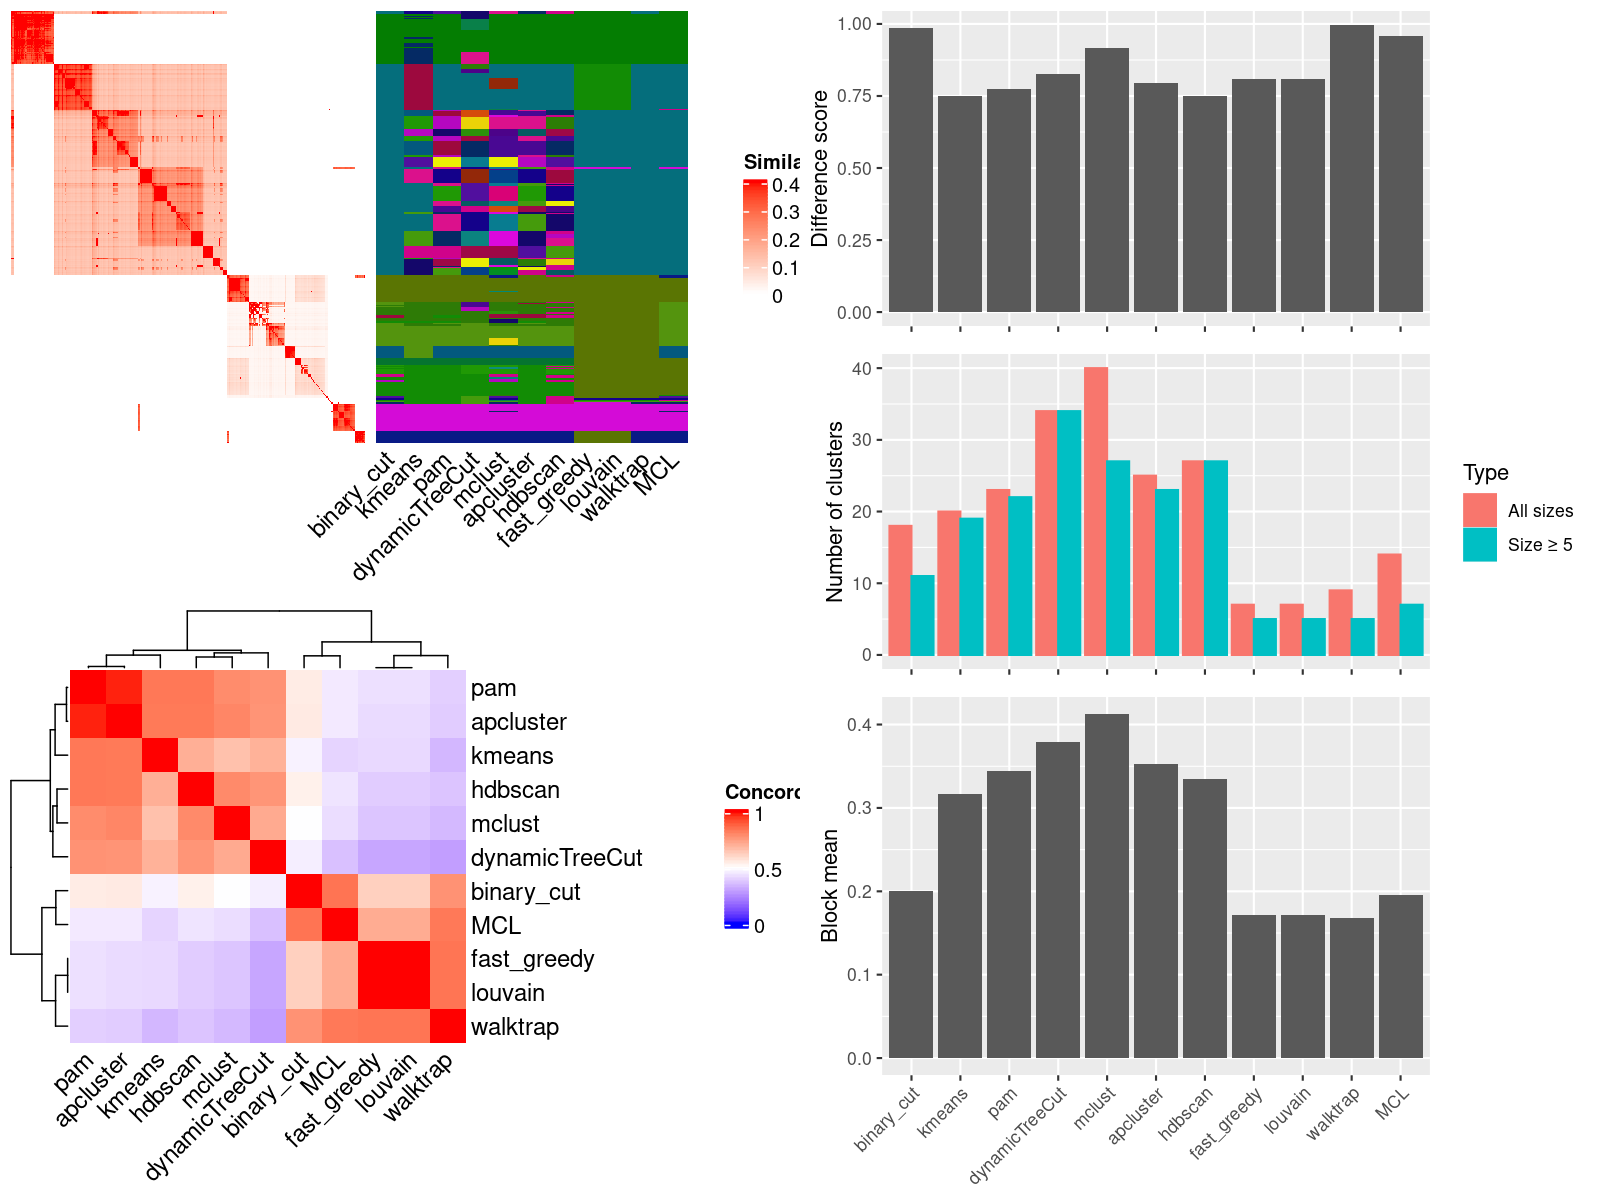 Simila
0.4
0.3
0.2
0.1
0
binary_cut
kmeans
pam
dynamicTreeCut
mclust
apcluster
hdbscan
fast_greedy
louvain
walktrap
MCL
pam
apcluster
kmeans
hdbscan
mclust
dynamicTreeCut
binary_cut
MCL
fast_greedy
louvain
walktrap
Concord
1
0.5
0
pam
apcluster
kmeans
hdbscan
mclust
dynamicTreeCut
binary_cut
MCL
fast_greedy
louvain
walktrap
Difference score
1.00
0.75
0.50
0.25
0.00
Number of clusters
40
30
20
10
0
Type
All sizes
Size ≥ 5
Block mean
0.4
0.3
0.2
0.1
0.0
binary_cut
kmeans
pam
dynamicTreeCut
mclust
apcluster
hdbscan
fast_greedy
louvain
walktrap
MCL